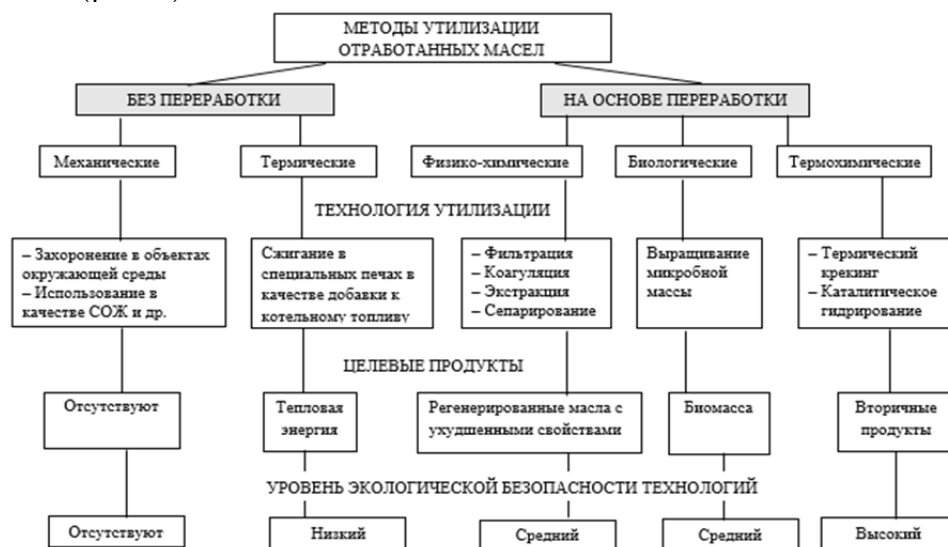 МЕТОДЫ УТИЛИЗАЦИИ
ОТРАБОТАННЫХ МАСЕЛ
БЕЗ ПЕРЕРАБОТКИ
НА ОСНОВЕ ПЕРЕРАБОТКИ
Механические
Термические
Физико-химические
Биологические
Термохимические
ТЕХНОЛОГИЯ УТИЛИЗАЦИИ
– Захоронение в объектах
окружающей среды
– Использование в
качестве СОЖ и др.
Сжигание в
специальных печах в
качестве добавки к
котельному топливу
– Фильтрация
– Коагуляция
– Экстракция
– Сепарирование
Выращивание
микробной
массы
– Термический
крекинг
– Каталитическое
гидрирование
ЦЕЛЕВЫЕ ПРОДУКТЫ
Отсутствуют
Тепловая
энергия
Регенерированные масла с
ухудшенными свойствами
Биомасса
Вторичные
продукты
УРОВЕНЬ ЭКОЛОГИЧЕСКОЙ БЕЗОПАСНОСТИ ТЕХНОЛОГИЙ
Отсутствуют
Низкий
Средний
Средний
Высокий